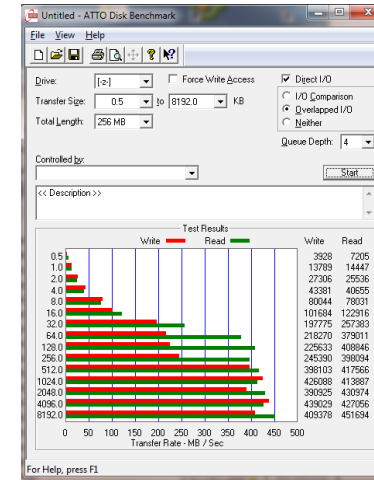 Untitled - ATTO Disk Benchmark
File View Help
Drive: [-z-] Force Write Access Direct I/O
Transfer Size: 0.5 to 8192.0 KB I/O Comparison
Overlapped I/O
Total Length: 256 MB Neither
Queue Depth: 4
Controlled by:
Start
<< Description >>
Test Results
Write Read Write Read
0.5 3928 7205
1.0 13789 14447
2.0 27306 25536
4.0 43381 40655
8.0 80044 78031
16.0 101684 122916
32.0 197775 257383
64.0 218270 379011
128.0 225633 408846
256.0 245390 398094
512.0 398103 417566
1024.0 426088 413887
2048.0 390925 430974
4096.0 439029 427056
8192.0 409378 451694
0 50 100 150 200 250 300 350 400 450 500
Transfer Rate - MB / Sec
For Help, press F1